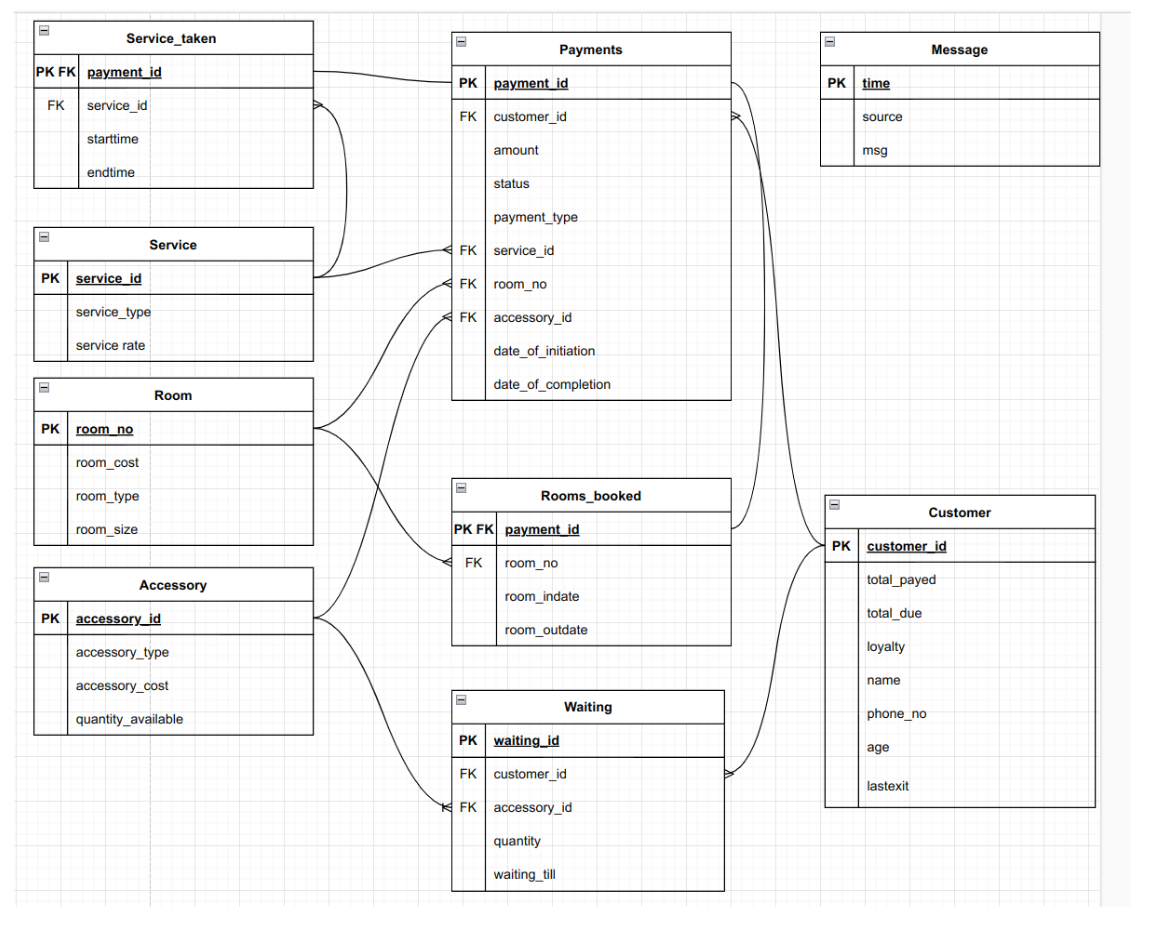 Service_taken
PK FK payment_id
FK service_id
starttime
endtime
Service
PK service_id
service_type
service rate
Room
PK room_no
room_cost
room_type
room_size
Accessory
PK accessory_id
accessory_type
accessory_cost
quantity_available
Payments
PK payment_id
FK customer_id
amount
status
payment_type
FK service_id
FK room_no
FK accessory_id
date_of_initiation
date_of_completion
Rooms_booked
PK FK payment_id
FK room_no
room_indate
room_outdate
Waiting
PK waiting_id
FK customer_id
FK accessory_id
quantity
waiting_till
Message
PK time
source
msg
Customer
PK customer_id
total_payed
total_due
loyalty
name
phone_no
age
lastexit